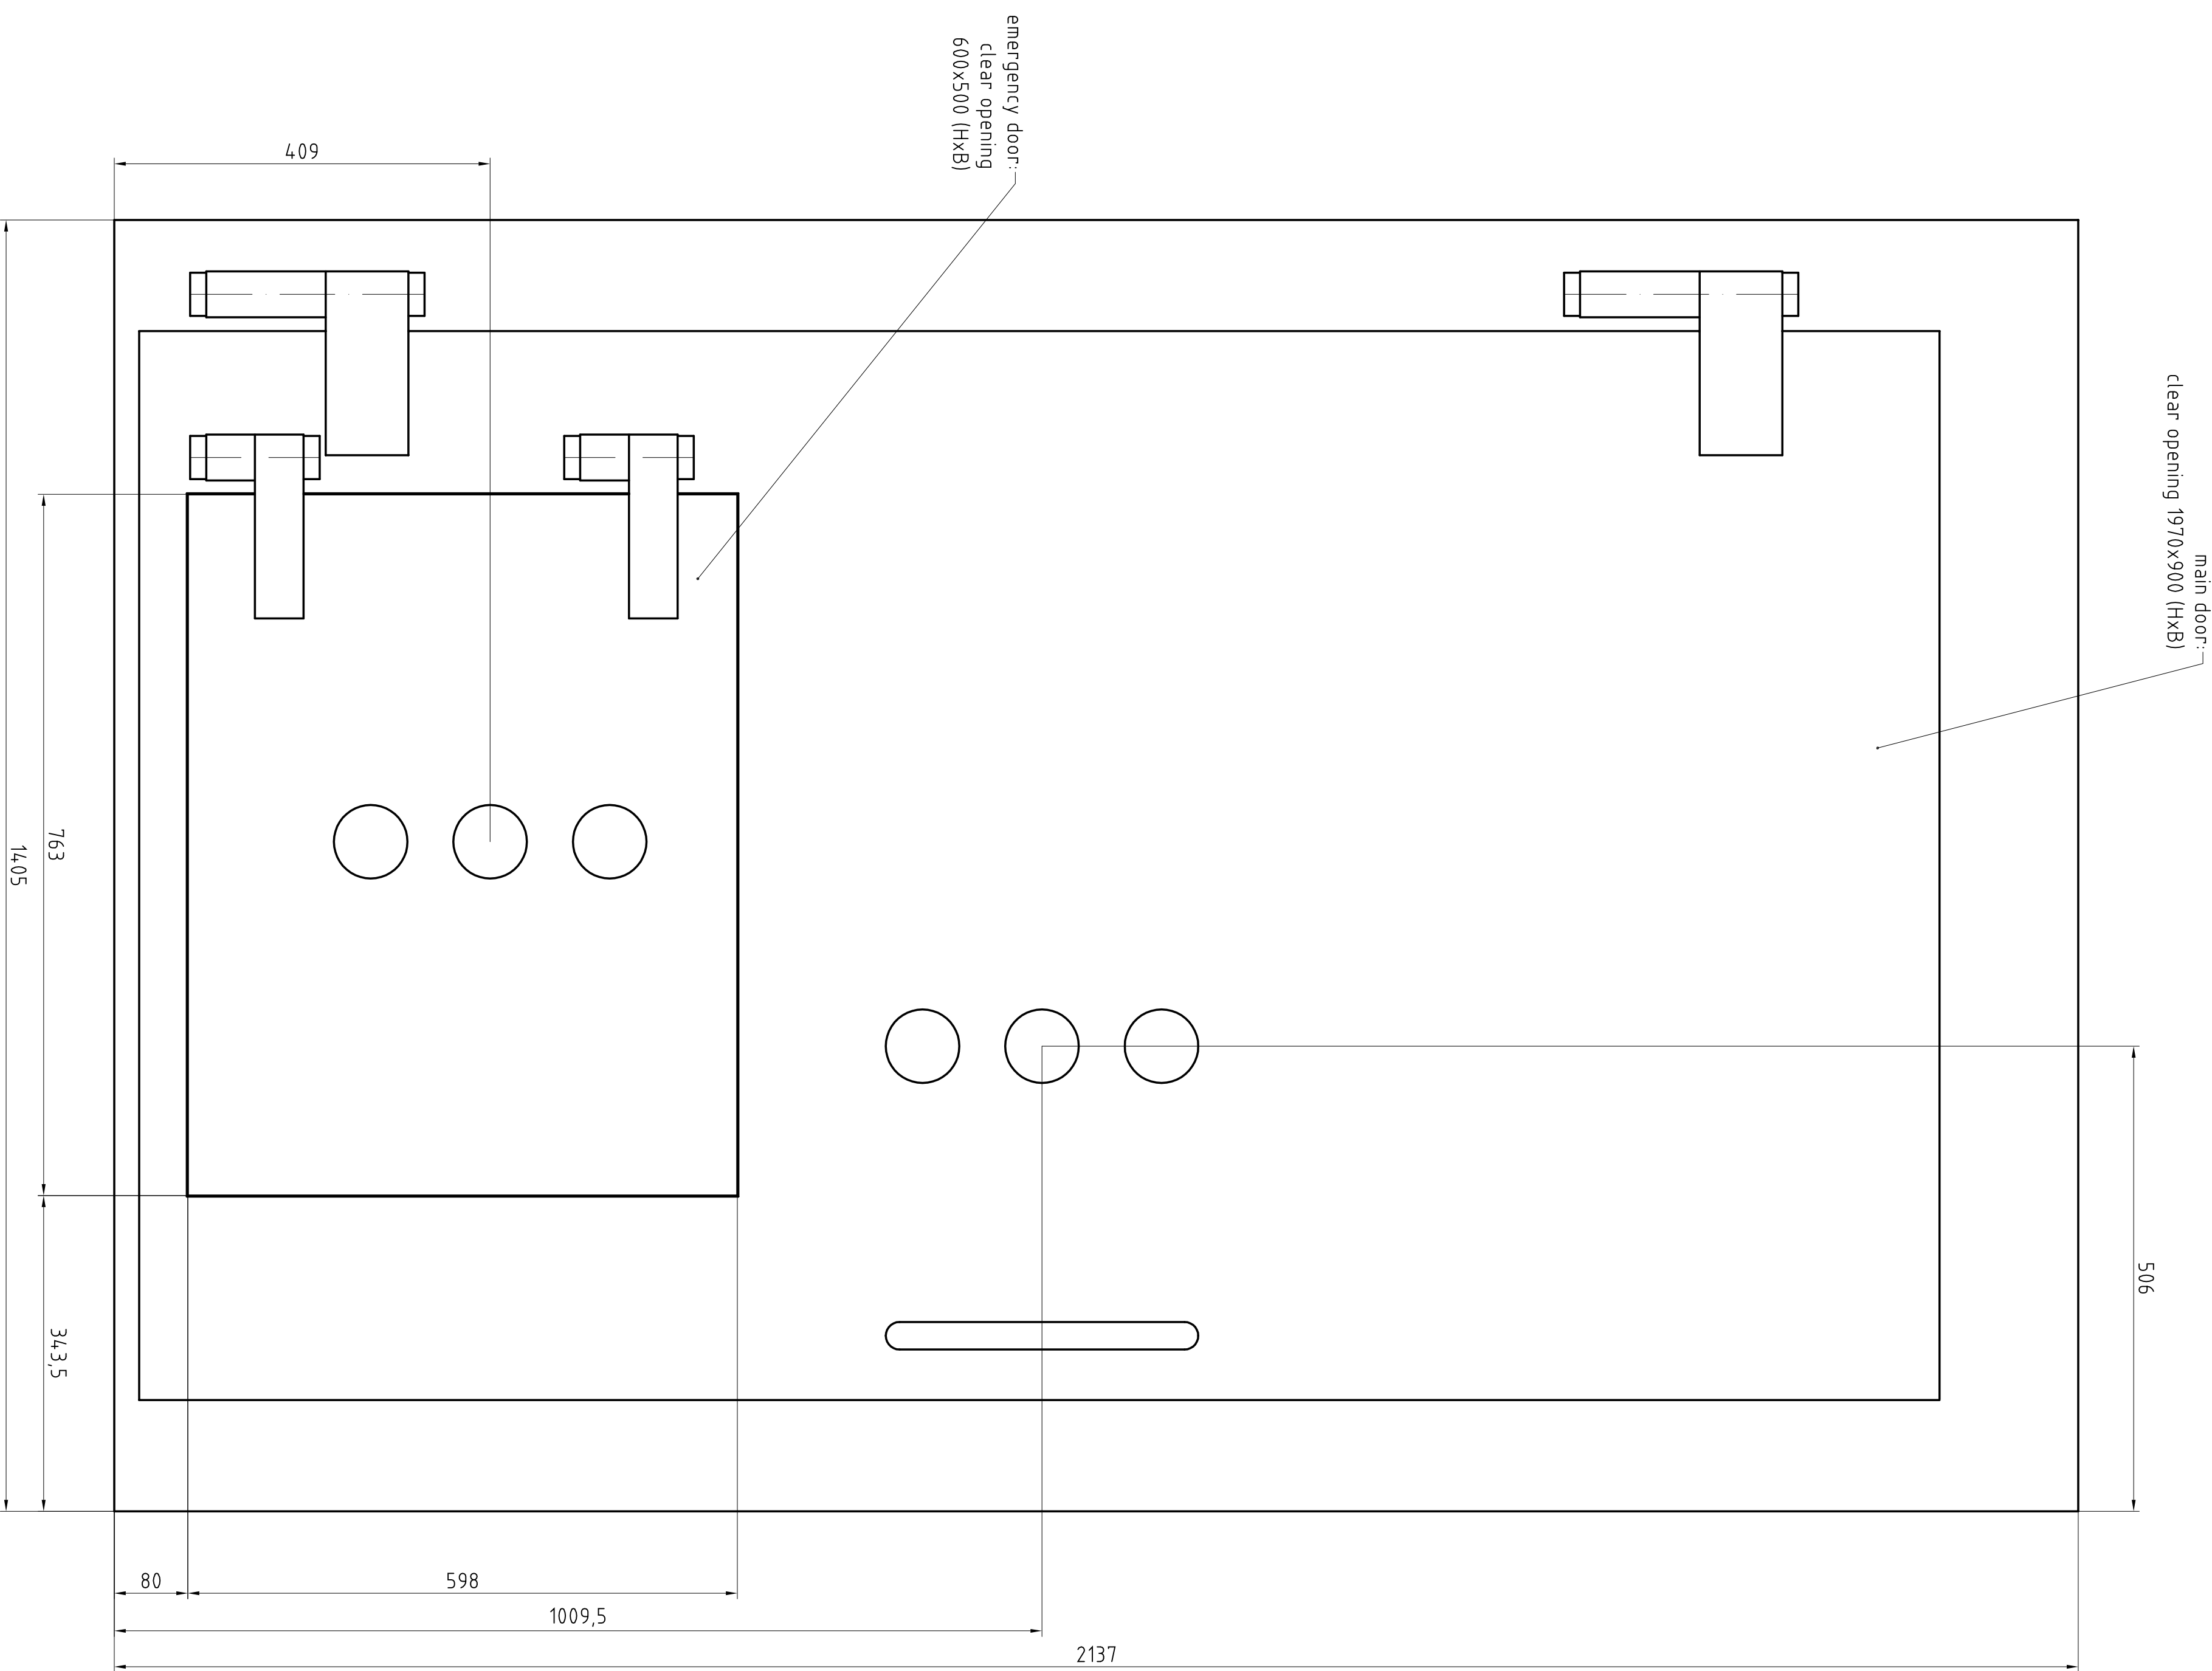 emergency door:
clear opening
600x500 (HxB)
main door:
clear opening 1970x900 (HxB)
409
763
1405
343,5
506
80
598
1009,5
2137